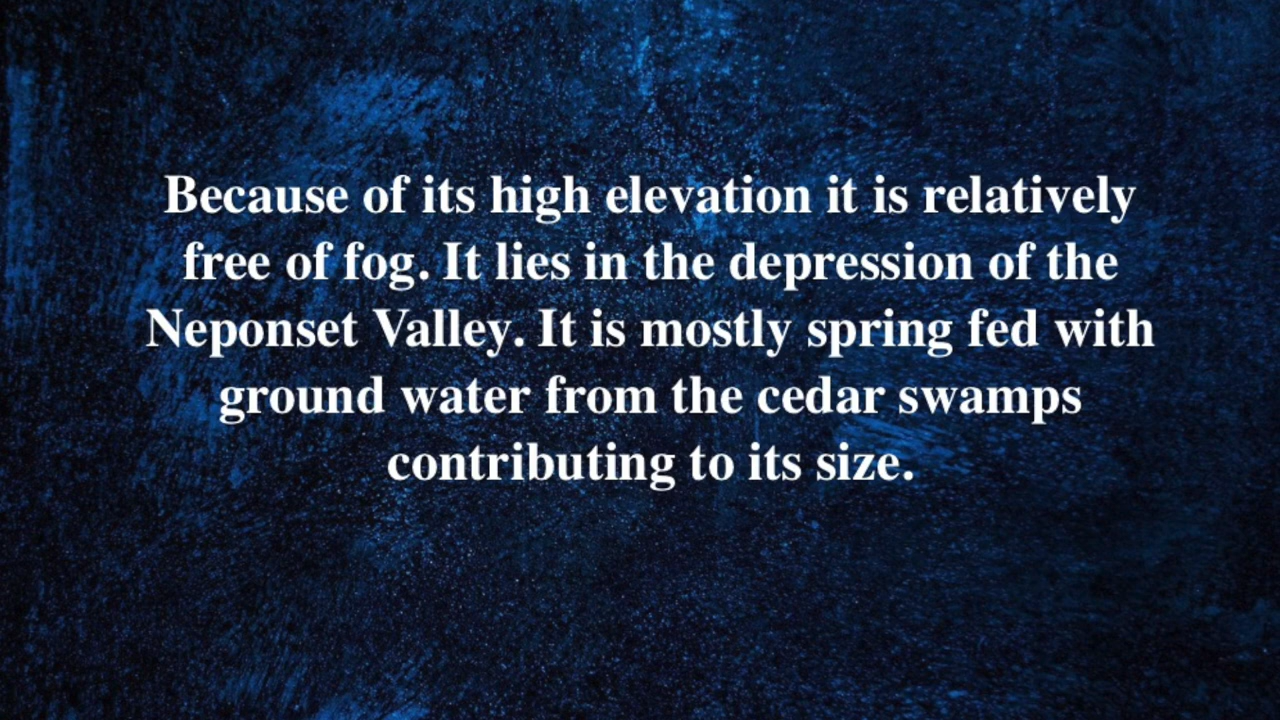 Because of its high elevation it is relatively
free of fog. It lies in the depression of the
Neponset Valley. It is mostly spring fed with
ground water from the cedar swamps
contributing to its size.